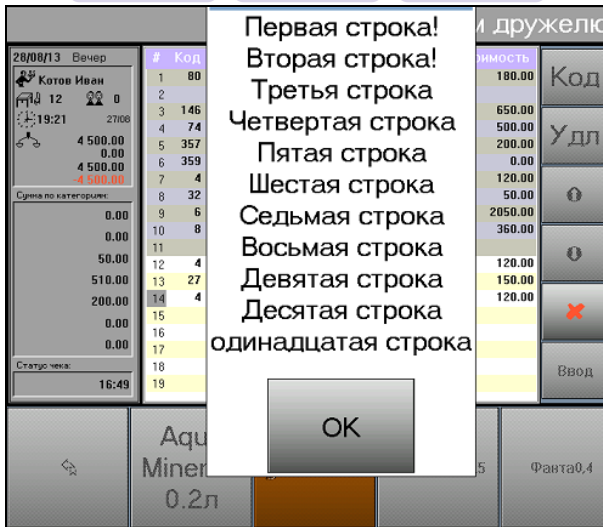 м дружелю
28/08/13 Вечер
Котов Иван
12 0
19:21 27/08
4 500.00
0.00
4 500.00
-4 500.00
Сумма по категориям:
0.00
0.00
50.00
510.00
200.00
0.00
0.00
Статус чека:
16:49
# Код имость
1 80 180.00
2
3 146 650.00
4 74 500.00
5 357 200.00
6 359 0.00
7 4 120.00
8 32 50.00
9 6 2050.00
10 8 360.00
11
12 4 120.00
13 27 150.00
14 4 120.00
15
16
17
18
19
Первая строка!
Вторая строка!
Третья строка
Четвертая строка
Пятая строка
Шестая строка
Седьмая строка
Восьмая строка
Девятая строка
Десятая строка
одинадцатая строка
OK
Код
Удл
Ввод
Aqu
Miner
0.2л
5
Фанта0,4